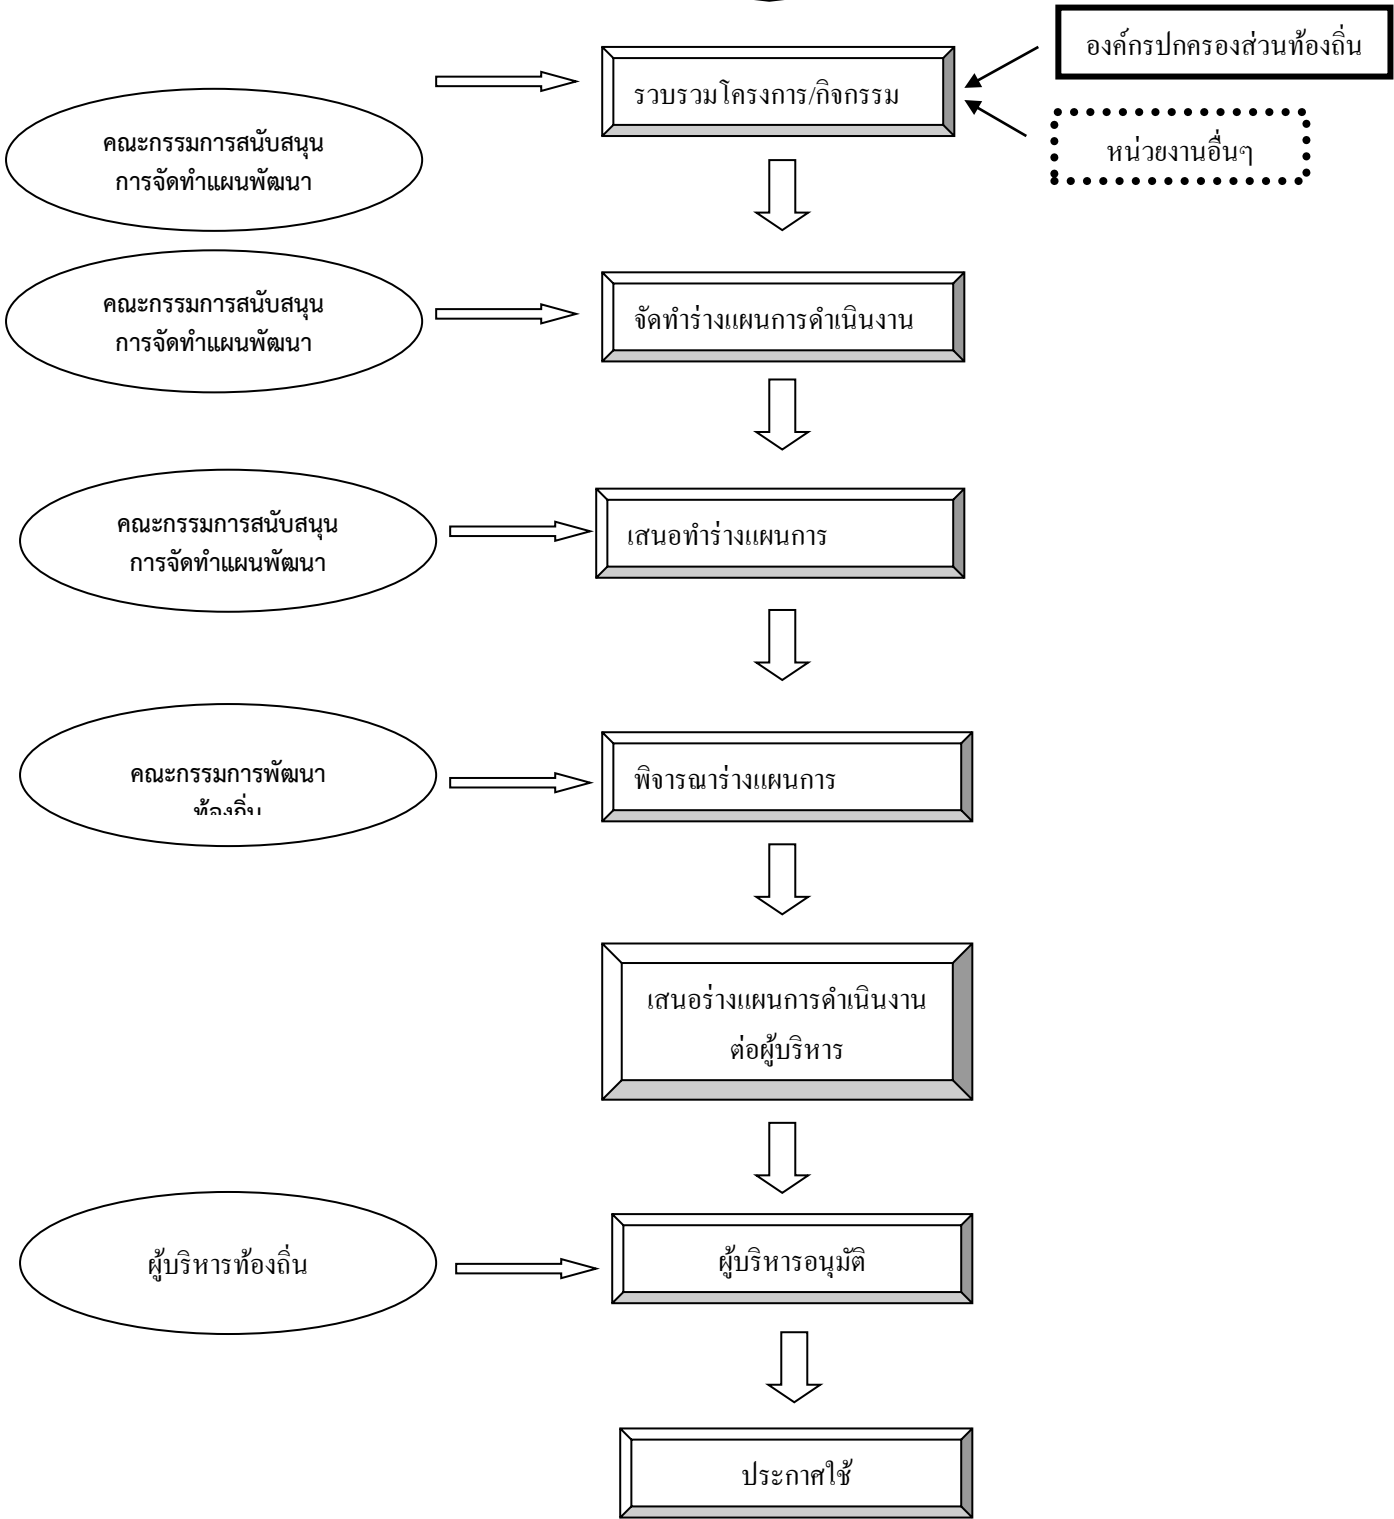 องค์กรปกครองส่วนท้องถิ่น
รวบรวมโครงการ/กิจกรรม
หน่วยงานอื่นๆ
คณะกรรมการสนับสนุน
การจัดทำแผนพัฒนา
คณะกรรมการสนับสนุน
การจัดทำแผนพัฒนา
จัดทำร่างแผนการดำเนินงาน
คณะกรรมการสนับสนุน
การจัดทำแผนพัฒนา
เสนอทำร่างแผนการ
คณะกรรมการพัฒนา
ท้องถิ่น
พิจารณาร่างแผนการ
เสนอร่างแผนการดำเนินงาน
ต่อผู้บริหาร
ผู้บริหารท้องถิ่น
ผู้บริหารอนุมัติ
ประกาศใช้